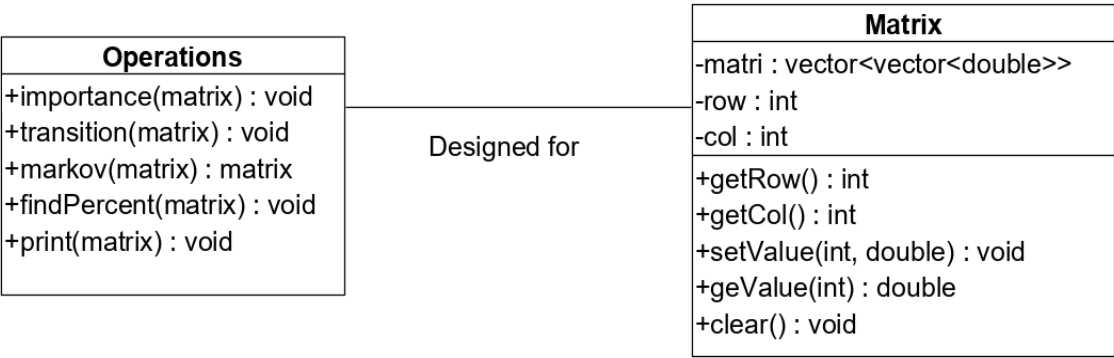 Operations
+importance(matrix) : void
+transition(matrix) : void
+markov(matrix) : matrix
+findPercent(matrix) : void
+print(matrix) : void
Designed for
Matrix
-matri : vector<vector<double>>
-row : int
-col : int
+getRow() : int
+getCol() : int
+setValue(int, double) : void
+geValue(int) : double
+clear() : void